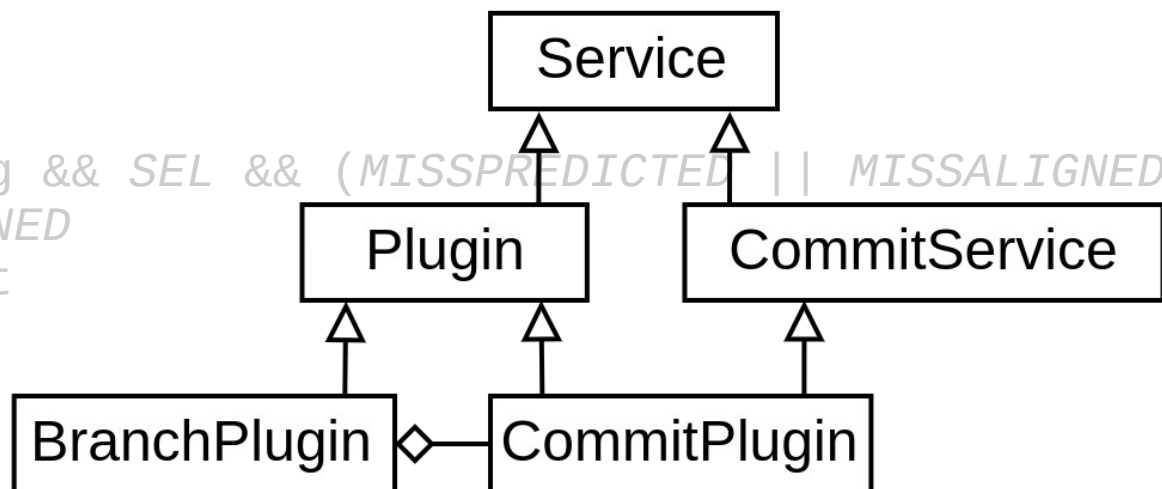 Service
g && SEL && (MISSPREDICTED || MISSALIGNED
NED
Plugin
CommitService
t
BranchPlugin
CommitPlugin